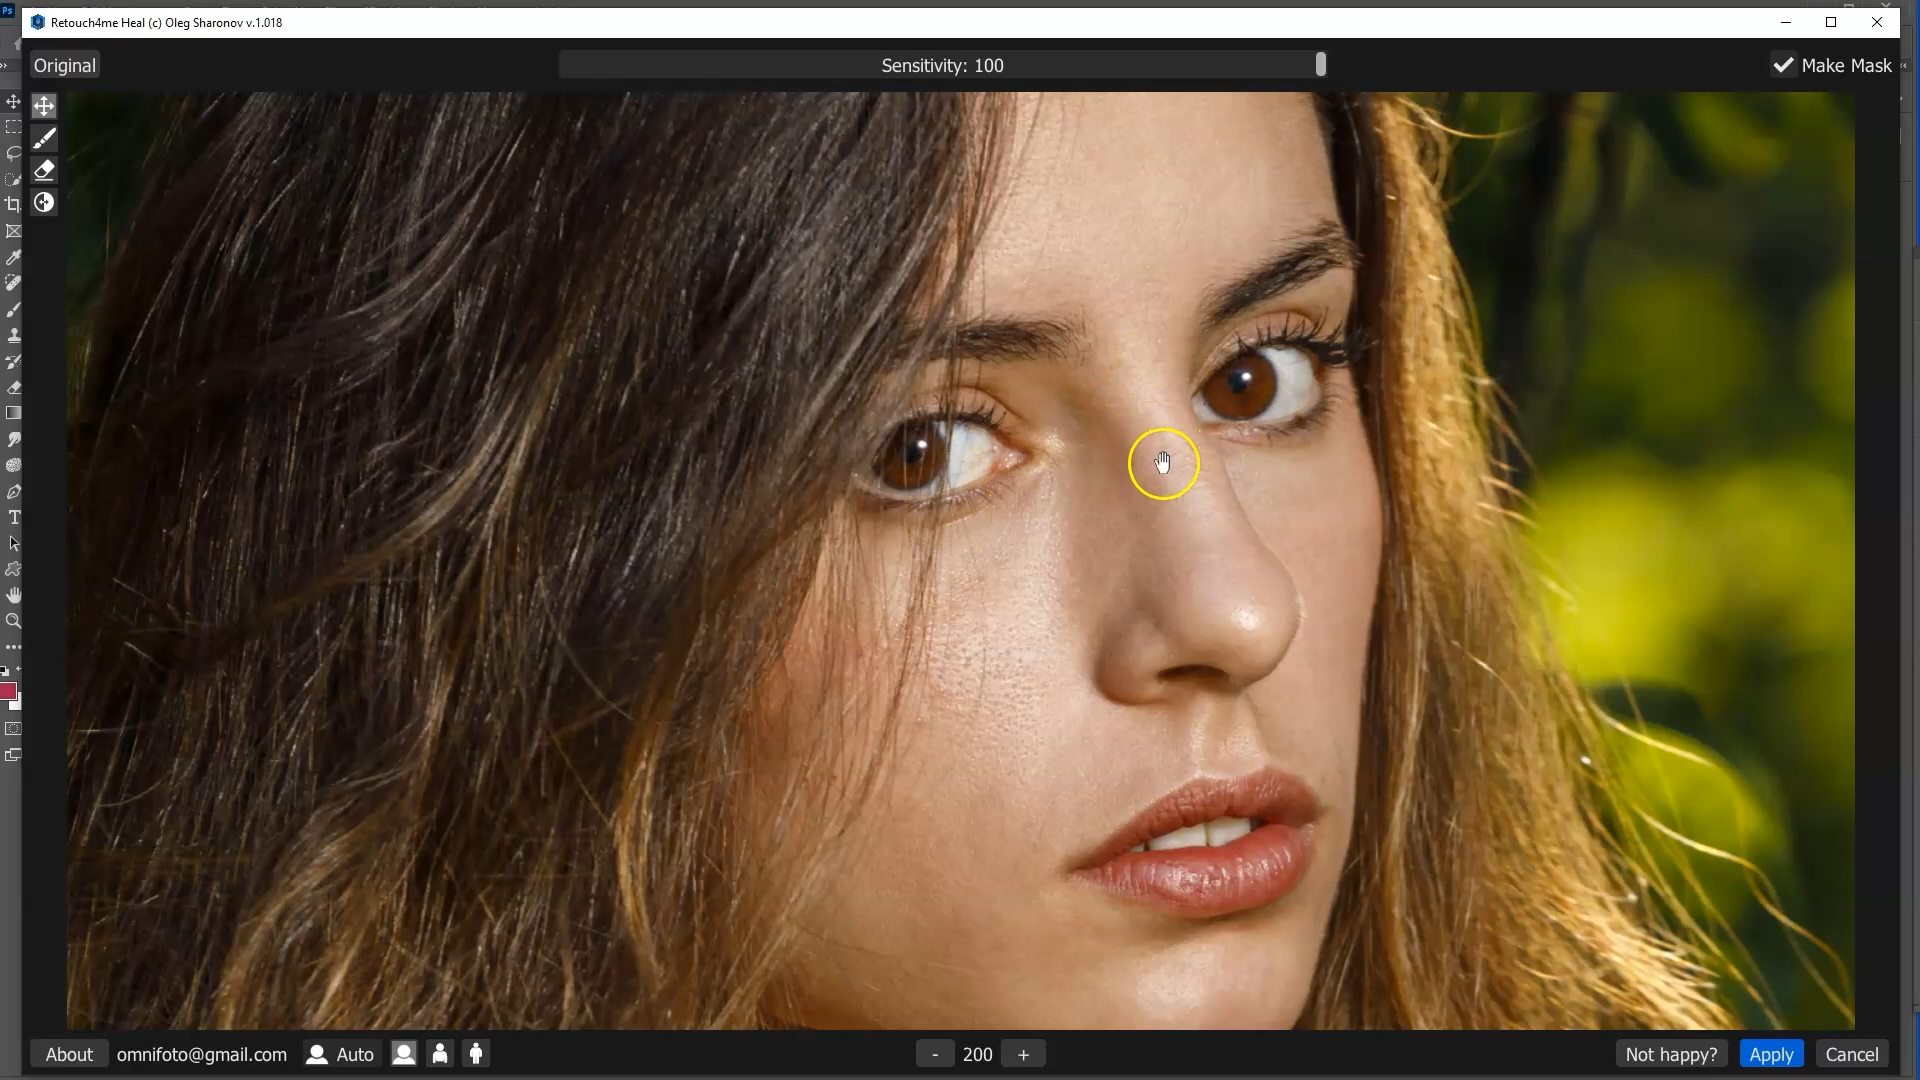 Ps
Retouch4me Heal (c) Oleg Sharonov v.1.018
Original
Sensitivity: 100
Make Mask
T
About
omnifoto@gmail.com
Auto
-
200
+
Not happy?
Apply
Cancel